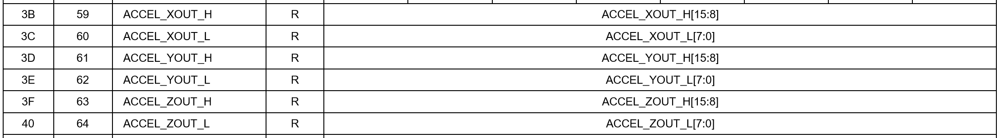 3B 59 ACCEL_XOUT_H R ACCEL_XOUT_H[15:8]
3C 60 ACCEL_XOUT_L R ACCEL_XOUT_L[7:0]
3D 61 ACCEL_YOUT_H R ACCEL_YOUT_H[15:8]
3E 62 ACCEL_YOUT_L R ACCEL_YOUT_L[7:0]
3F 63 ACCEL_ZOUT_H R ACCEL_ZOUT_H[15:8]
40 64 ACCEL_ZOUT_L R ACCEL_ZOUT_L[7:0]